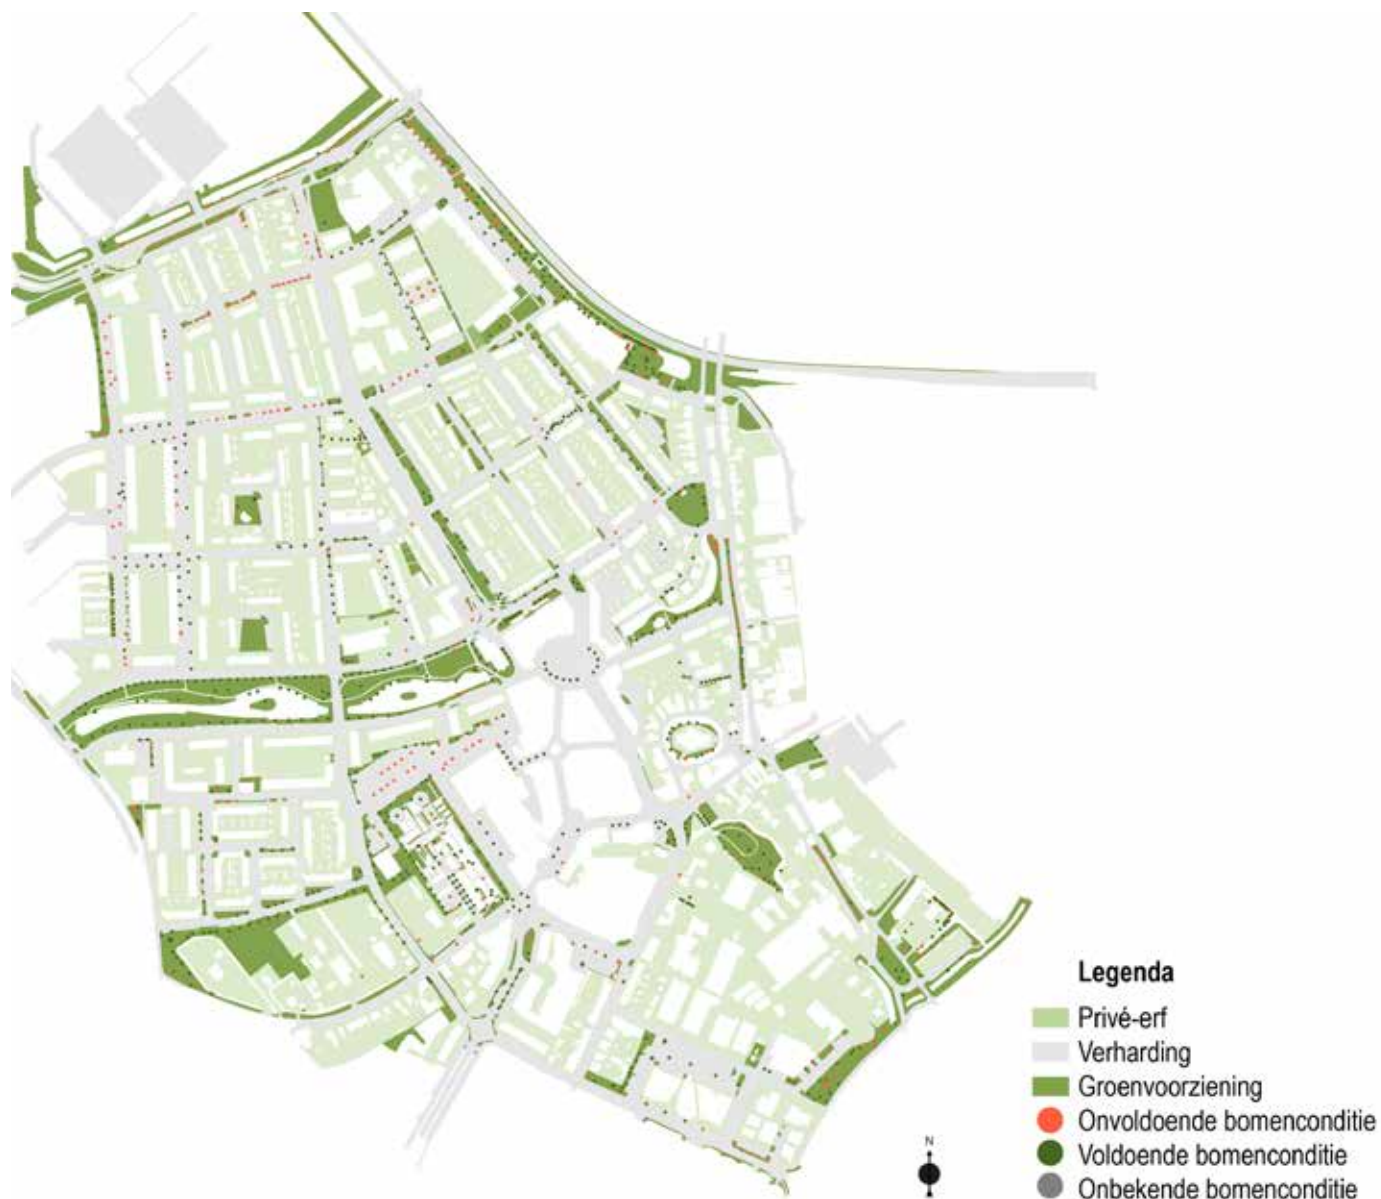 Legenda
Privé-erf
Verharding
Groenvoorziening
Onvoldoende bomenconditie
Voldoende bomenconditie
Onbekende bomenconditie
N